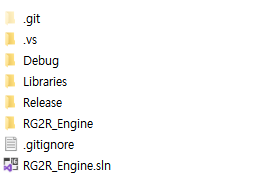 .git
.vs
Debug
Libraries
Release
RG2R_Engine
.gitignore
RG2R_Engine.sln